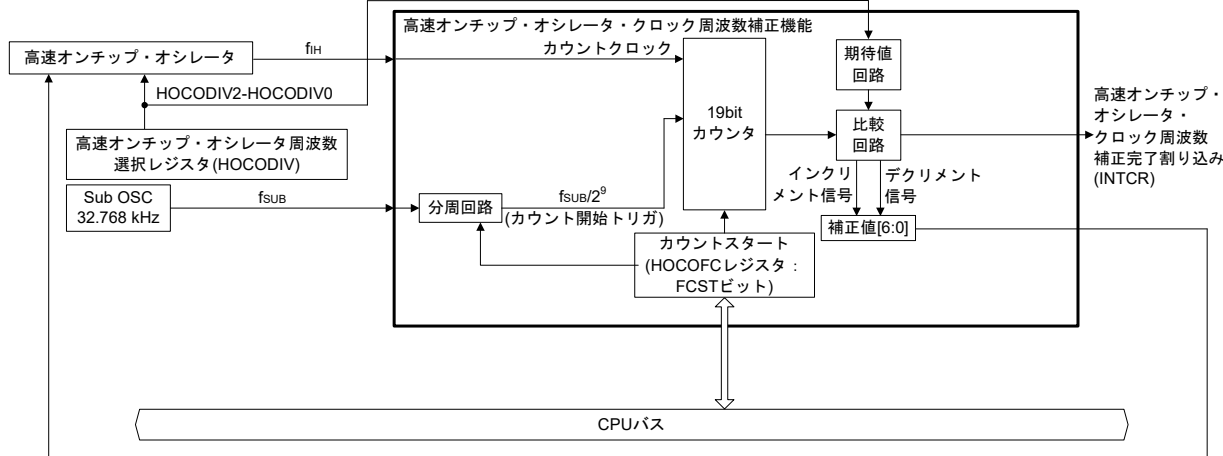 高速オンチップ・オシレータ・クロック周波数補正機能
高速オンチップ・オシレータ
fIH
カウントクロック
期待値
回路
HOCODIV2-HOCODIV0
高速オンチップ・オシレータ周波数
選択レジスタ(HOCODIV)
19bit
カウンタ
比較
回路
高速オンチップ・
オシレータ・
クロック周波数
補正完了割り込み
(INTCR)
インクリ
メント信号
デクリメント
信号
Sub OSC
32.768 kHz
fSUB
分周回路
fSUB/2⁹
(カウント開始トリガ)
補正値[6:0]
カウントスタート
(HOCOFCレジスタ：
FCSTビット)
CPUバス